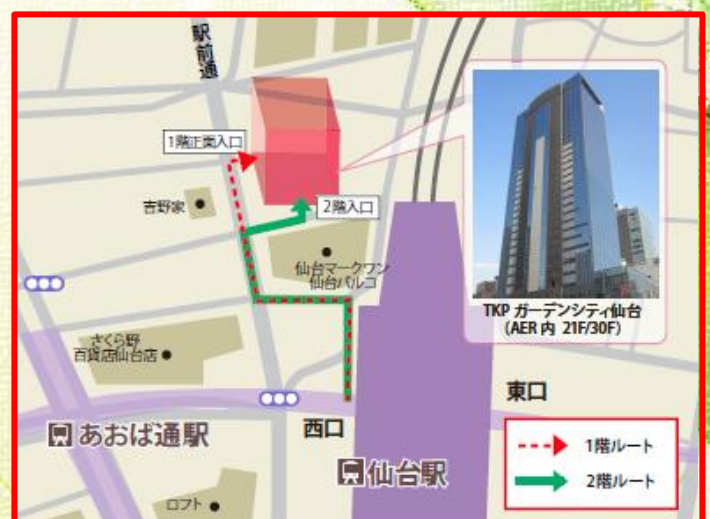 駅前通
1階正面入口
吉野家
2階入口
仙台マークワン
仙台パルコ
TKP ガーデンシティ仙台
(AER 内 21F/30F)
さくら野
百貨店仙台店
東口
あおば通駅
西口
仙台駅
1階ルート
2階ルート
ロフト